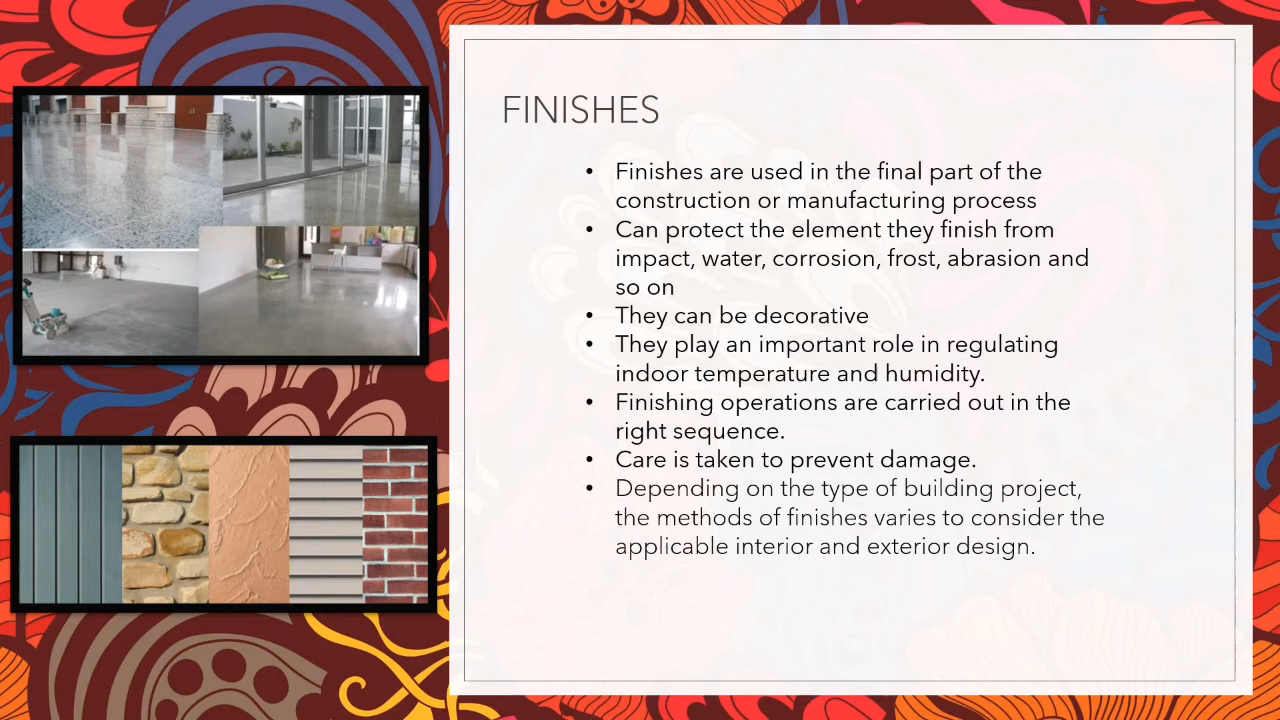 FINISHES
• Finishes are used in the final part of the
construction or manufacturing process
• Can protect the element they finish from
impact, water, corrosion, frost, abrasion and
so on
• They can be decorative
• They play an important role in regulating
indoor temperature and humidity.
• Finishing operations are carried out in the
right sequence.
• Care is taken to prevent damage.
• Depending on the type of building project,
the methods of finishes varies to consider the
applicable interior and exterior design.